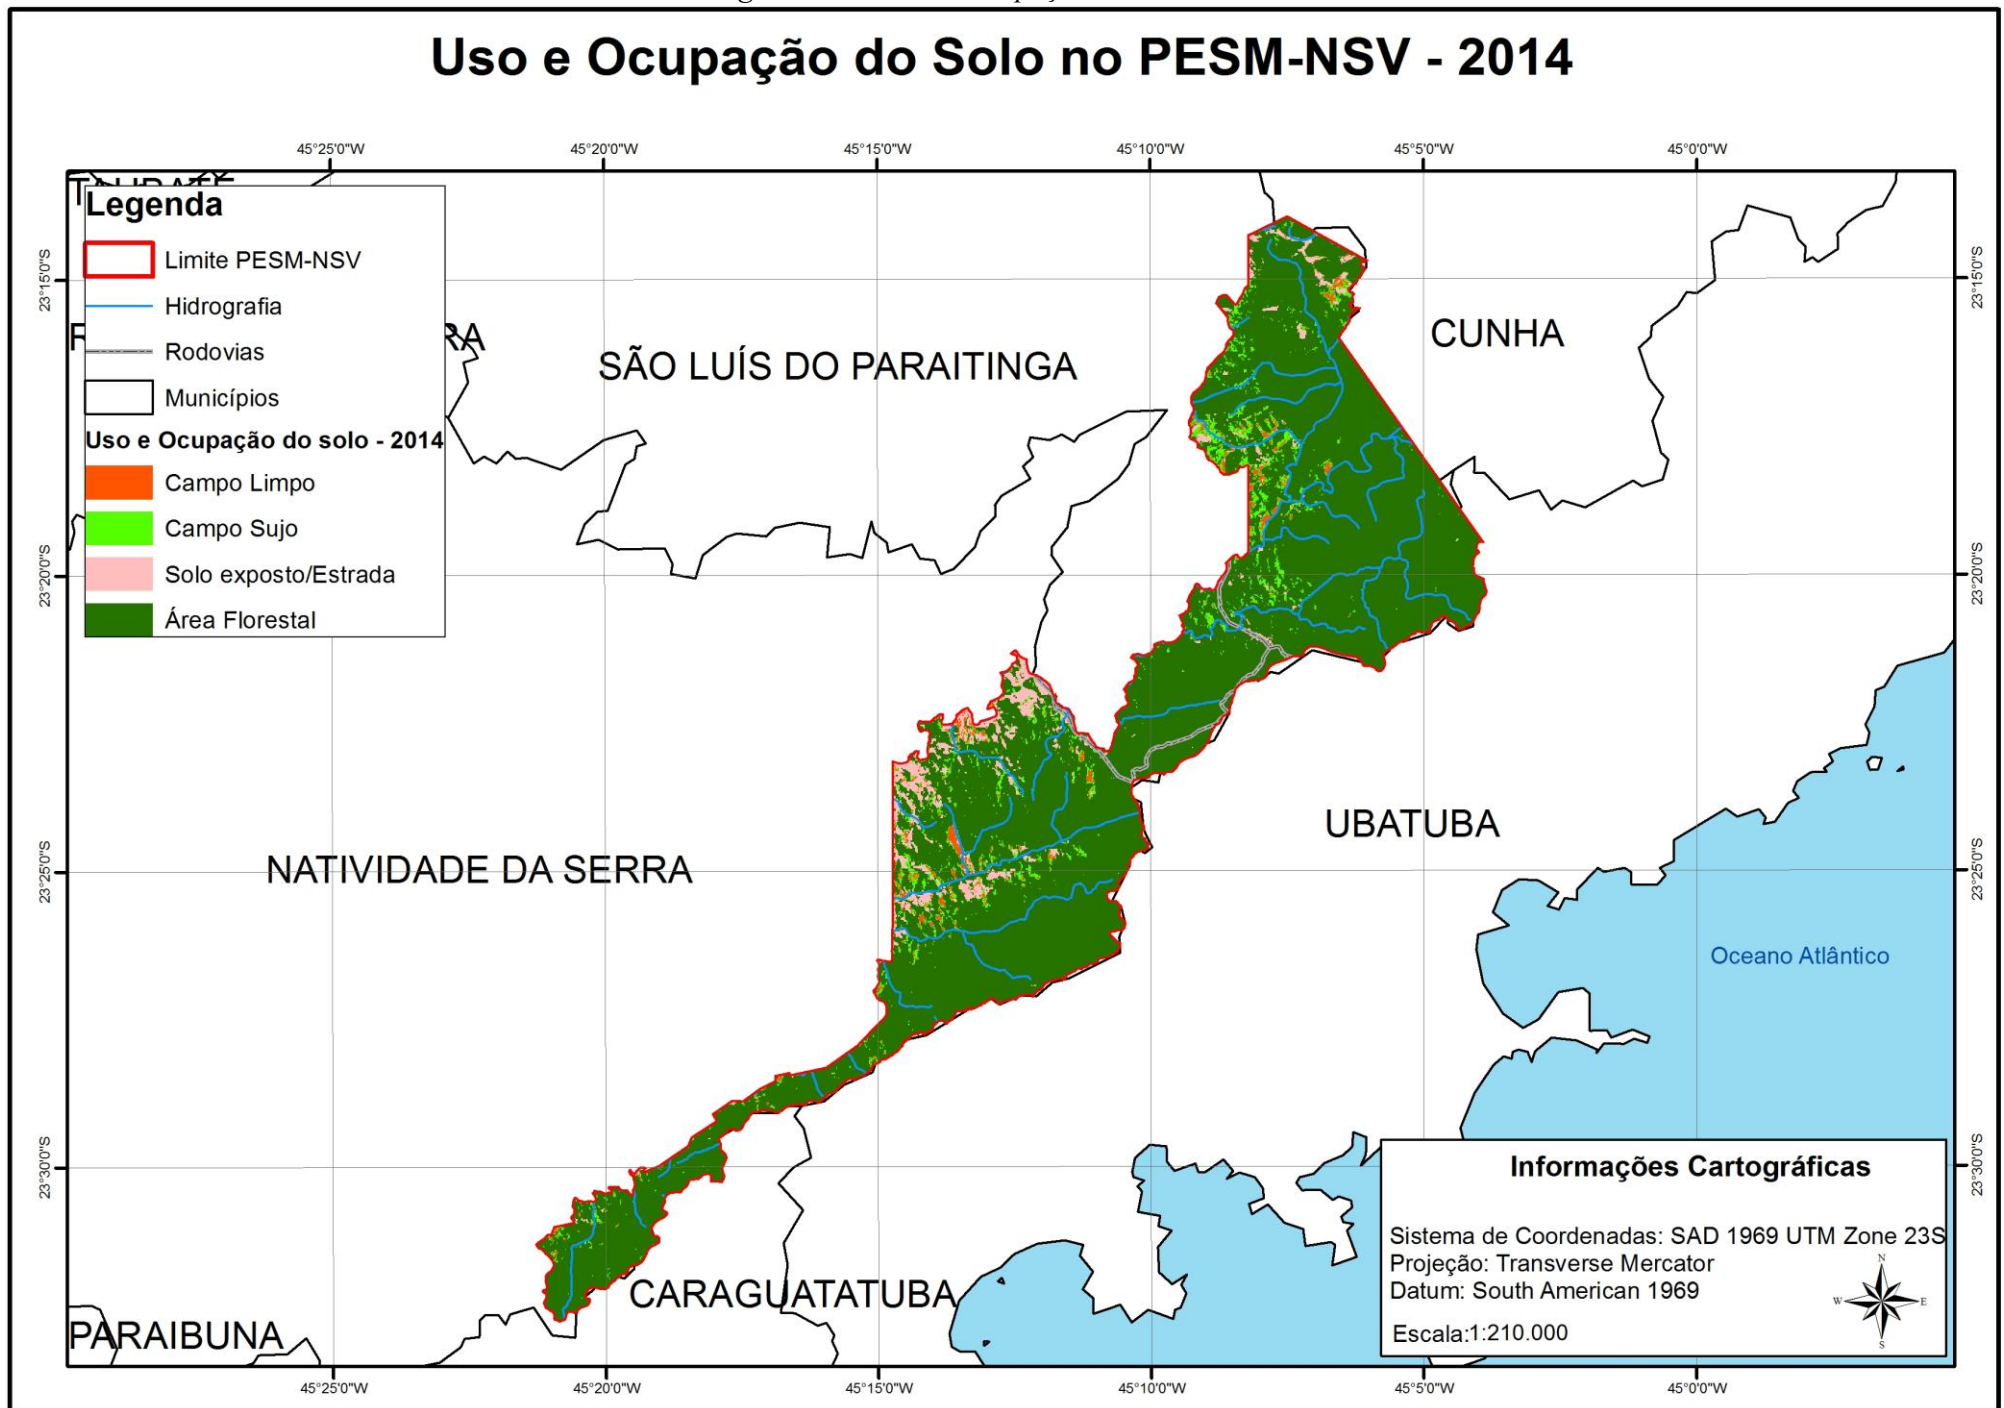 Uso e Ocupação do Solo no PESM-NSV - 2014
45°25'0"W
45°20'0"W
45°15'0"W
45°10'0"W
45°5'0"W
45°0'0"W
Legenda
Limite PESM-NSV
Hidrografia
Rodovias
Municípios
Uso e Ocupação do solo - 2014
Campo Limpo
Campo Sujo
Solo exposto/Estrada
Área Florestal
23°15'0"S
23°15'0"S
CUNHA
SÃO LUÍS DO PARAITINGA
23°20'0"S
23°20'0"S
UBATUBA
NATIVIDADE DA SERRA
23°25'0"S
23°25'0"S
Oceano Atlântico
23°30'0"S
23°30'0"S
CARAGUATATUBA
PARAIBUNA
Informações Cartográficas
Sistema de Coordenadas: SAD 1969 UTM Zone 23S
Projeção: Transverse Mercator
Datum: South American 1969
Escala:1:210.000
N
W
E
S
45°25'0"W
45°20'0"W
45°15'0"W
45°10'0"W
45°5'0"W
45°0'0"W